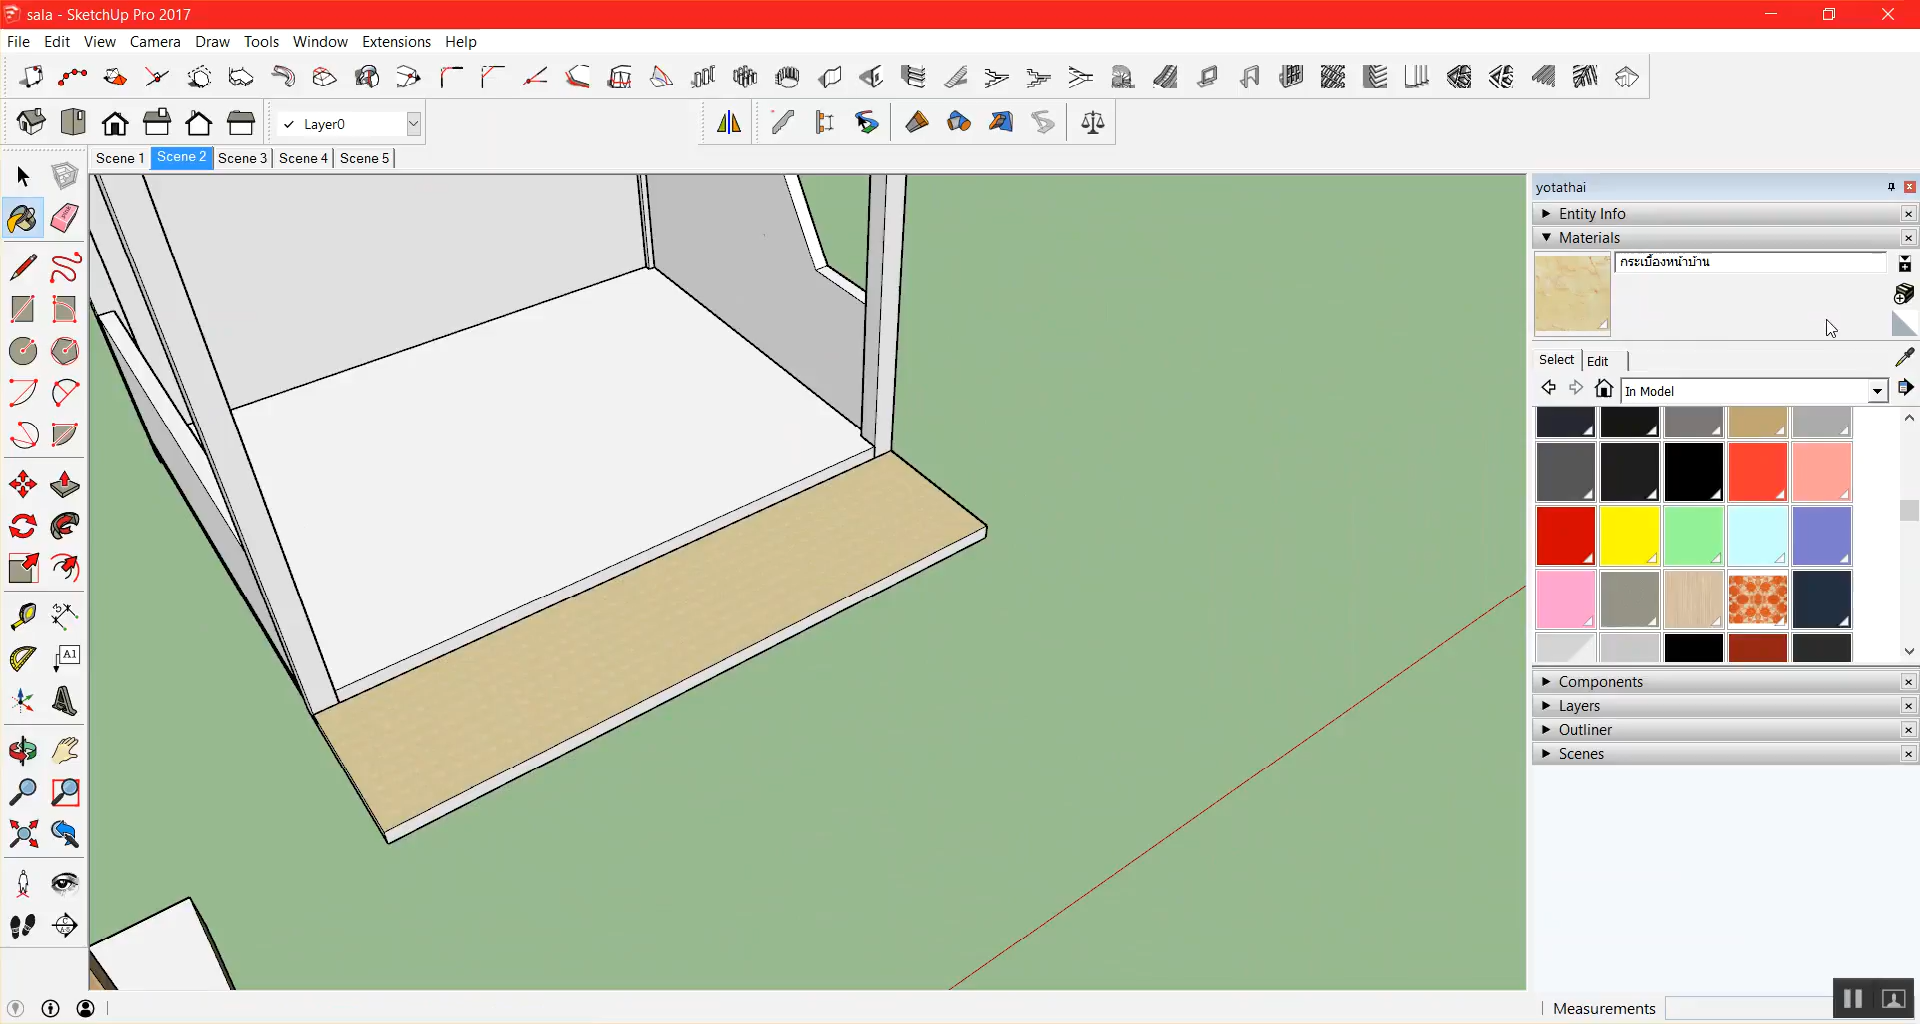 sala - SketchUp Pro 2017
File Edit View Camera Draw Tools Window Extensions Help
Layer0
Scene 1 Scene 2 Scene 3 Scene 4 Scene 5
yotathai
Entity Info
Materials
กระเบื้องหน้าบ้าน
Select Edit
In Model
A1
Components
Layers
Outliner
Scenes
Measurements